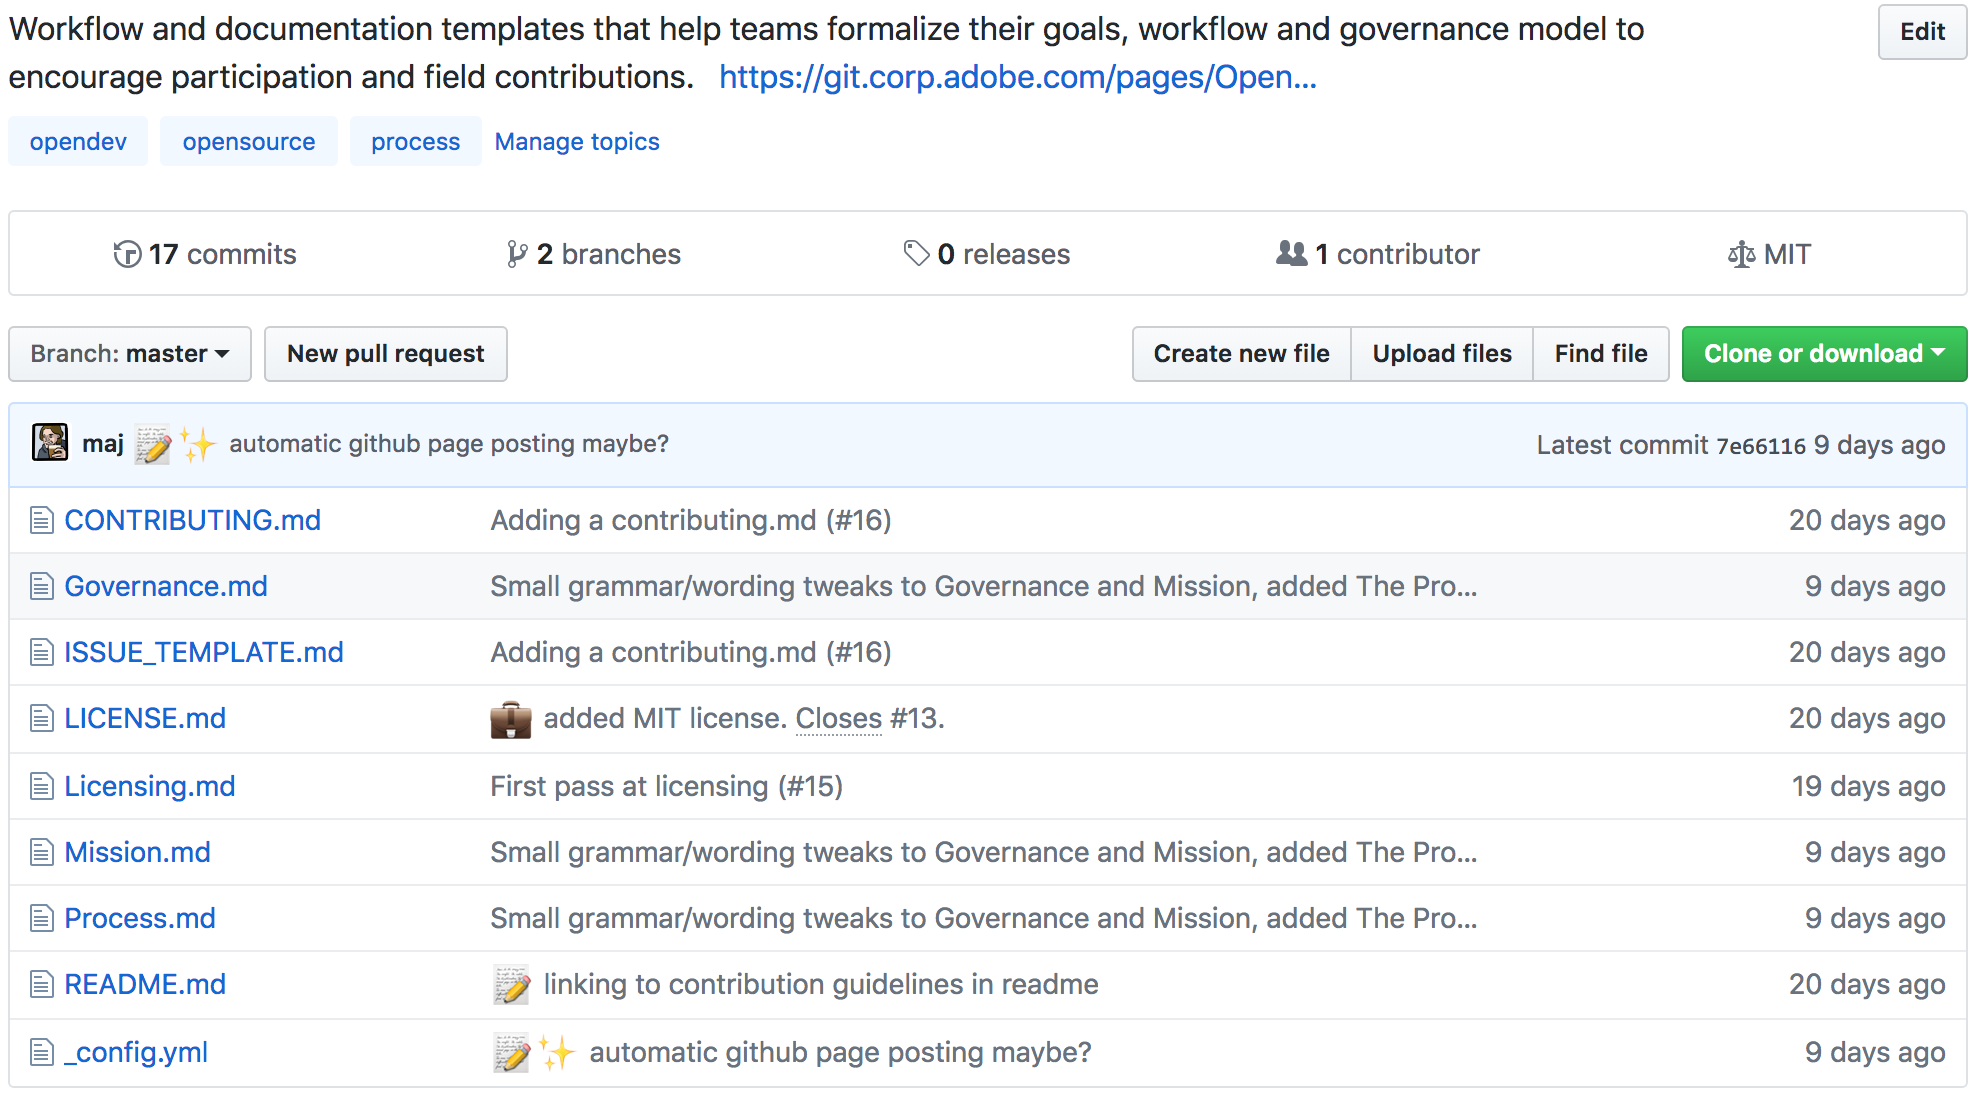 Workflow and documentation templates that help teams formalize their goals, workflow and governance model to
encourage participation and field contributions. https://git.corp.adobe.com/pages/Open...
Edit
opendev opensource process Manage topics
17 commits 2 branches 0 releases 1 contributor MIT
Branch: master New pull request Create new file Upload files Find file Clone or download
maj automatic github page posting maybe? Latest commit 7e66116 9 days ago
CONTRIBUTING.md Adding a contributing.md (#16) 20 days ago
Governance.md Small grammar/wording tweaks to Governance and Mission, added The Pro... 9 days ago
ISSUE_TEMPLATE.md Adding a contributing.md (#16) 20 days ago
LICENSE.md added MIT license. Closes #13. 20 days ago
Licensing.md First pass at licensing (#15) 19 days ago
Mission.md Small grammar/wording tweaks to Governance and Mission, added The Pro... 9 days ago
Process.md Small grammar/wording tweaks to Governance and Mission, added The Pro... 9 days ago
README.md linking to contribution guidelines in readme 20 days ago
_config.yml automatic github page posting maybe? 9 days ago